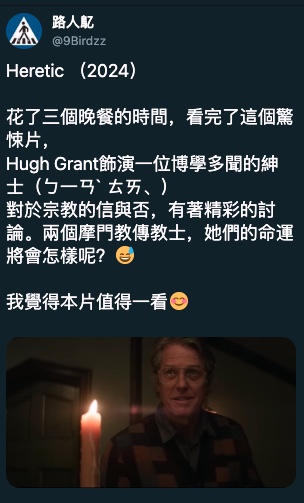 路人髧
@9Birdzz
Heretic （2024）
花了三個晚餐的時間，看完了這個驚
悚片，
Hugh Grant飾演一位博學多聞的紳
士（ㄅㄧㄢˋ ㄊㄞˋ）
對於宗教的信與否，有著精彩的討
論。兩個摩門教傳教士，她們的命運
將會怎樣呢？😅
我覺得本片值得一看😊